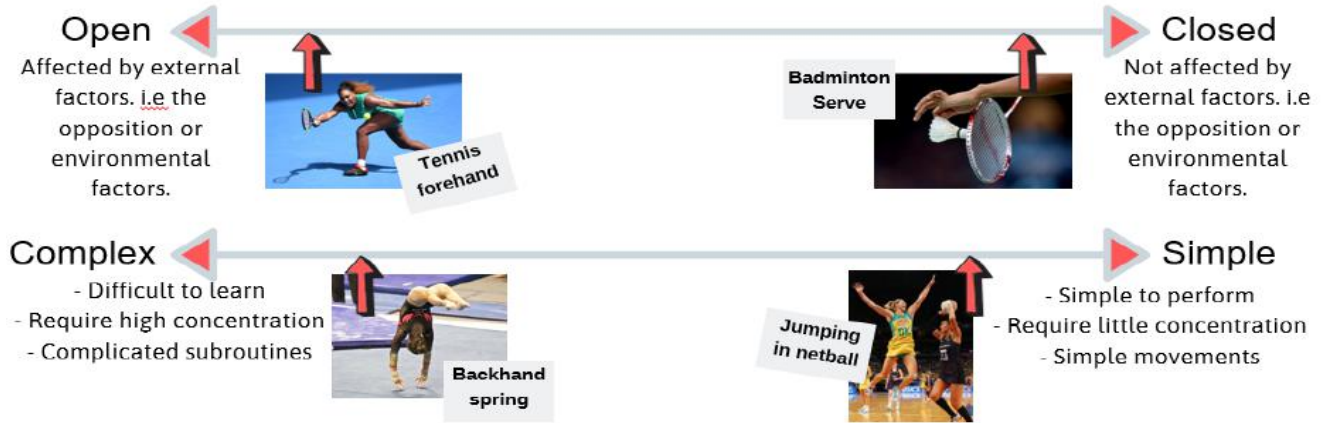 Open
Affected by external
factors. i.e the
opposition or
environmental
factors.
Tennis
forehand
Badminton
Serve
Closed
Not affected by
external factors. i.e
the opposition or
environmental
factors.
Complex
- Difficult to learn
- Require high concentration
- Complicated subroutines
Backhand
spring
Jumping
in netball
Simple
- Simple to perform
- Require little concentration
- Simple movements